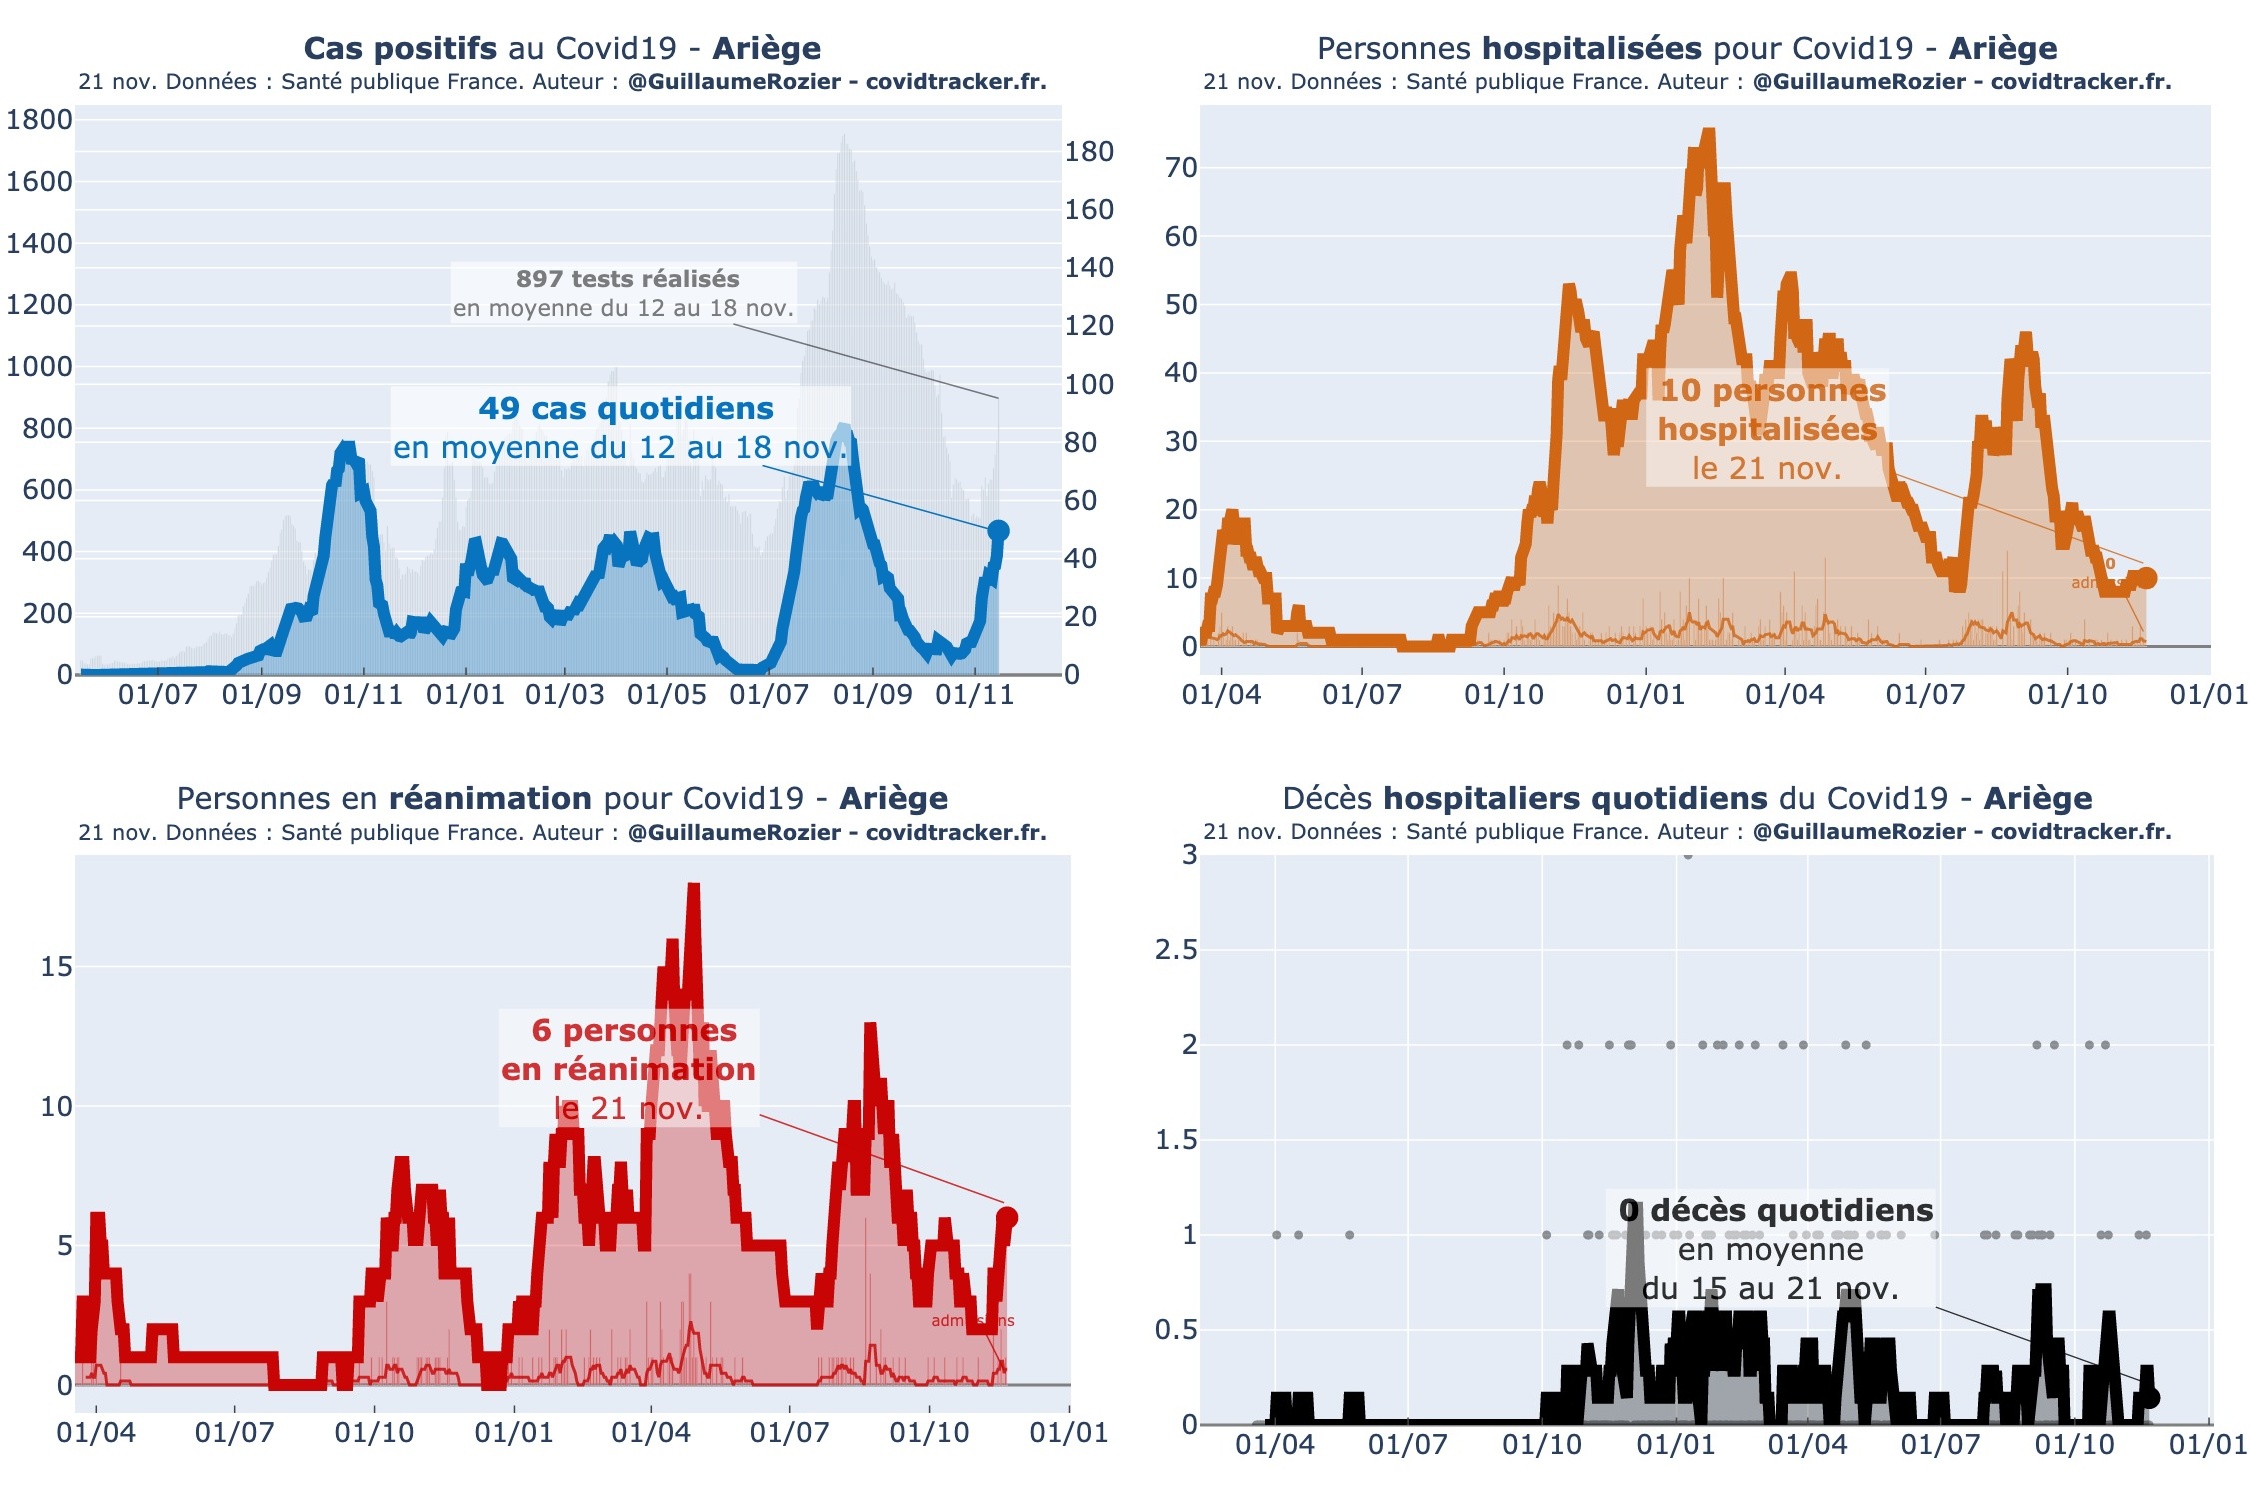 Cas positifs au Covid19 - Ariège
21 nov. Données : Santé publique France. Auteur : @GuillaumeRozier - covidtracker.fr.
1800
1600
1400
1200
1000
800
600
400
200
0
180
160
140
120
100
80
60
40
20
0
897 tests réalisés
en moyenne du 12 au 18 nov.
49 cas quotidiens
en moyenne du 12 au 18 nov.
01/07 01/09 01/11 01/01 01/03 01/05 01/07 01/09 01/11
Personnes hospitalisées pour Covid19 - Ariège
21 nov. Données : Santé publique France. Auteur : @GuillaumeRozier - covidtracker.fr.
70
60
50
40
30
20
10
0
10 personnes
hospitalisées
le 21 nov.
01/04 01/07 01/10 01/01 01/04 01/07 01/10 01/01
Personnes en réanimation pour Covid19 - Ariège
21 nov. Données : Santé publique France. Auteur : @GuillaumeRozier - covidtracker.fr.
15
10
5
0
6 personnes
en réanimation
le 21 nov.
admissions
01/04 01/07 01/10 01/01 01/04 01/07 01/10 01/01
Décès hospitaliers quotidiens du Covid19 - Ariège
21 nov. Données : Santé publique France. Auteur : @GuillaumeRozier - covidtracker.fr.
3
2.5
2
1.5
1
0.5
0
0 décès quotidiens
en moyenne
du 15 au 21 nov.
01/04 01/07 01/10 01/01 01/04 01/07 01/10 01/01